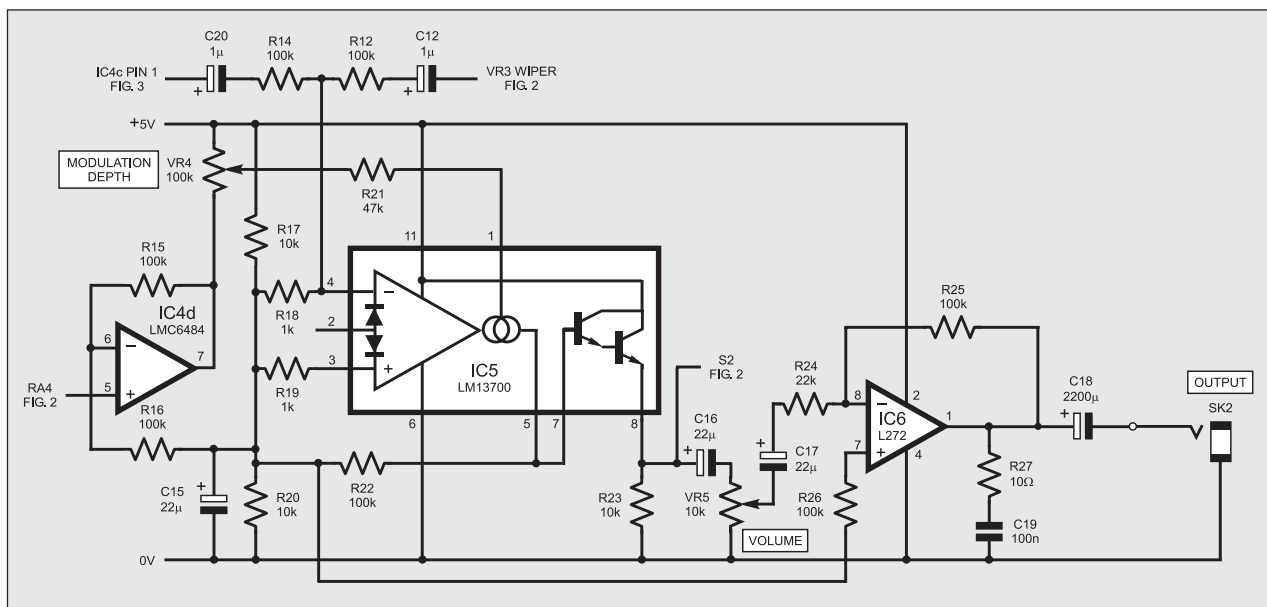 C20
1µ
R14
100k
R12
100k
C12
1µ
IC4c PIN 1
FIG. 3
+
+
VR3 WIPER
FIG. 2
+5V
MODULATION
DEPTH
VR4
100k
R21
47k
R17
10k
11
1
R15
100k
IC4d
LMC6484
6
−
7
5
+
RA4
FIG. 2
R16
100k
R18
1k
R19
1k
4
−
2
3
+
IC5
LM13700
6
5
7
8
S2
FIG. 2
R25
100k
R24
22k
8
−
2
IC6
L272
1
7
+
4
C18
2200µ
+
OUTPUT
SK2
C16
22µ
+
+
C17
22µ
R27
10Ω
C15
22µ
+
R20
10k
R22
100k
R23
10k
VR5
10k
VOLUME
R26
100k
C19
100n
0V